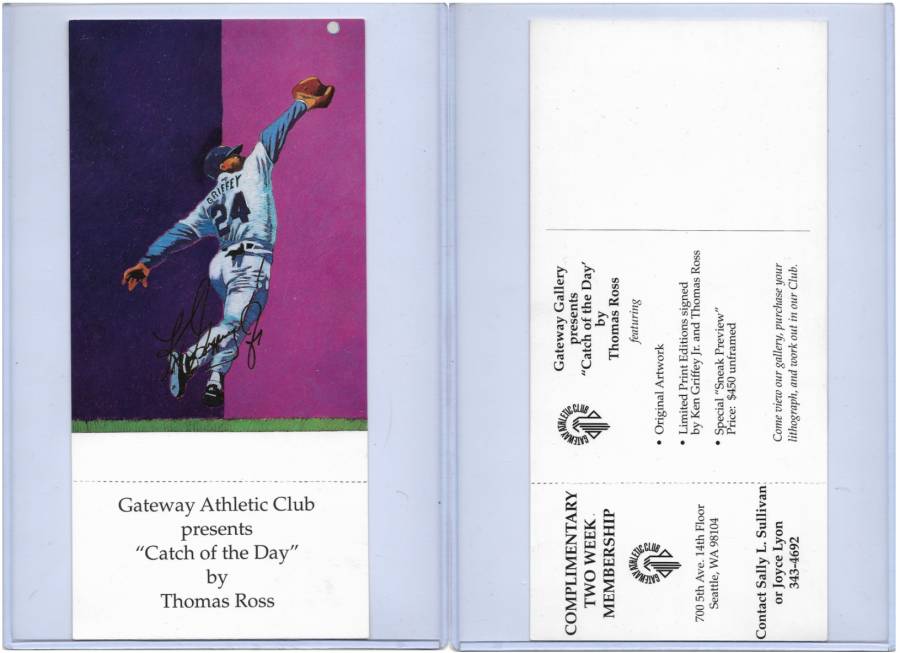 GRIFFEY
24
Gateway Athletic Club
presents
“Catch of the Day”
by
Thomas Ross
Gateway Gallery
presents
“Catch of the Day’
by
Thomas Ross
featuring
GATEWAY ATHLETIC CLUB
• Original Artwork
• Limited Print Editions signed
by Ken Griffey Jr. and Thomas Ross
• Special “Sneak Preview”
Price: $450 unframed
Come view our gallery, purchase your
lithograph, and work out in our Club.
COMPLIMENTARY
TWO WEEK
MEMBERSHIP
GATEWAY ATHLETIC CLUB
700 5th Ave. 14th Floor
Seattle, WA 98104
Contact Sally L. Sullivan
or Joyce Lyon
343-4692